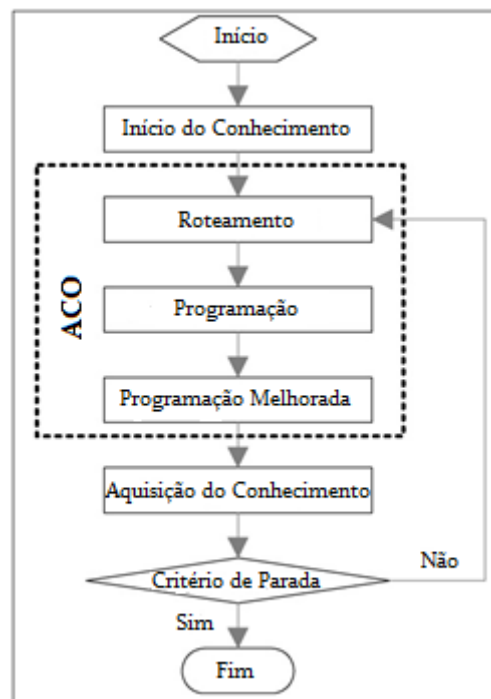 Início
Início do Conhecimento
Roteamento
ACO
Programação
Programação Melhorada
Aquisição do Conhecimento
Critério de Parada
Não
Sim
Fim